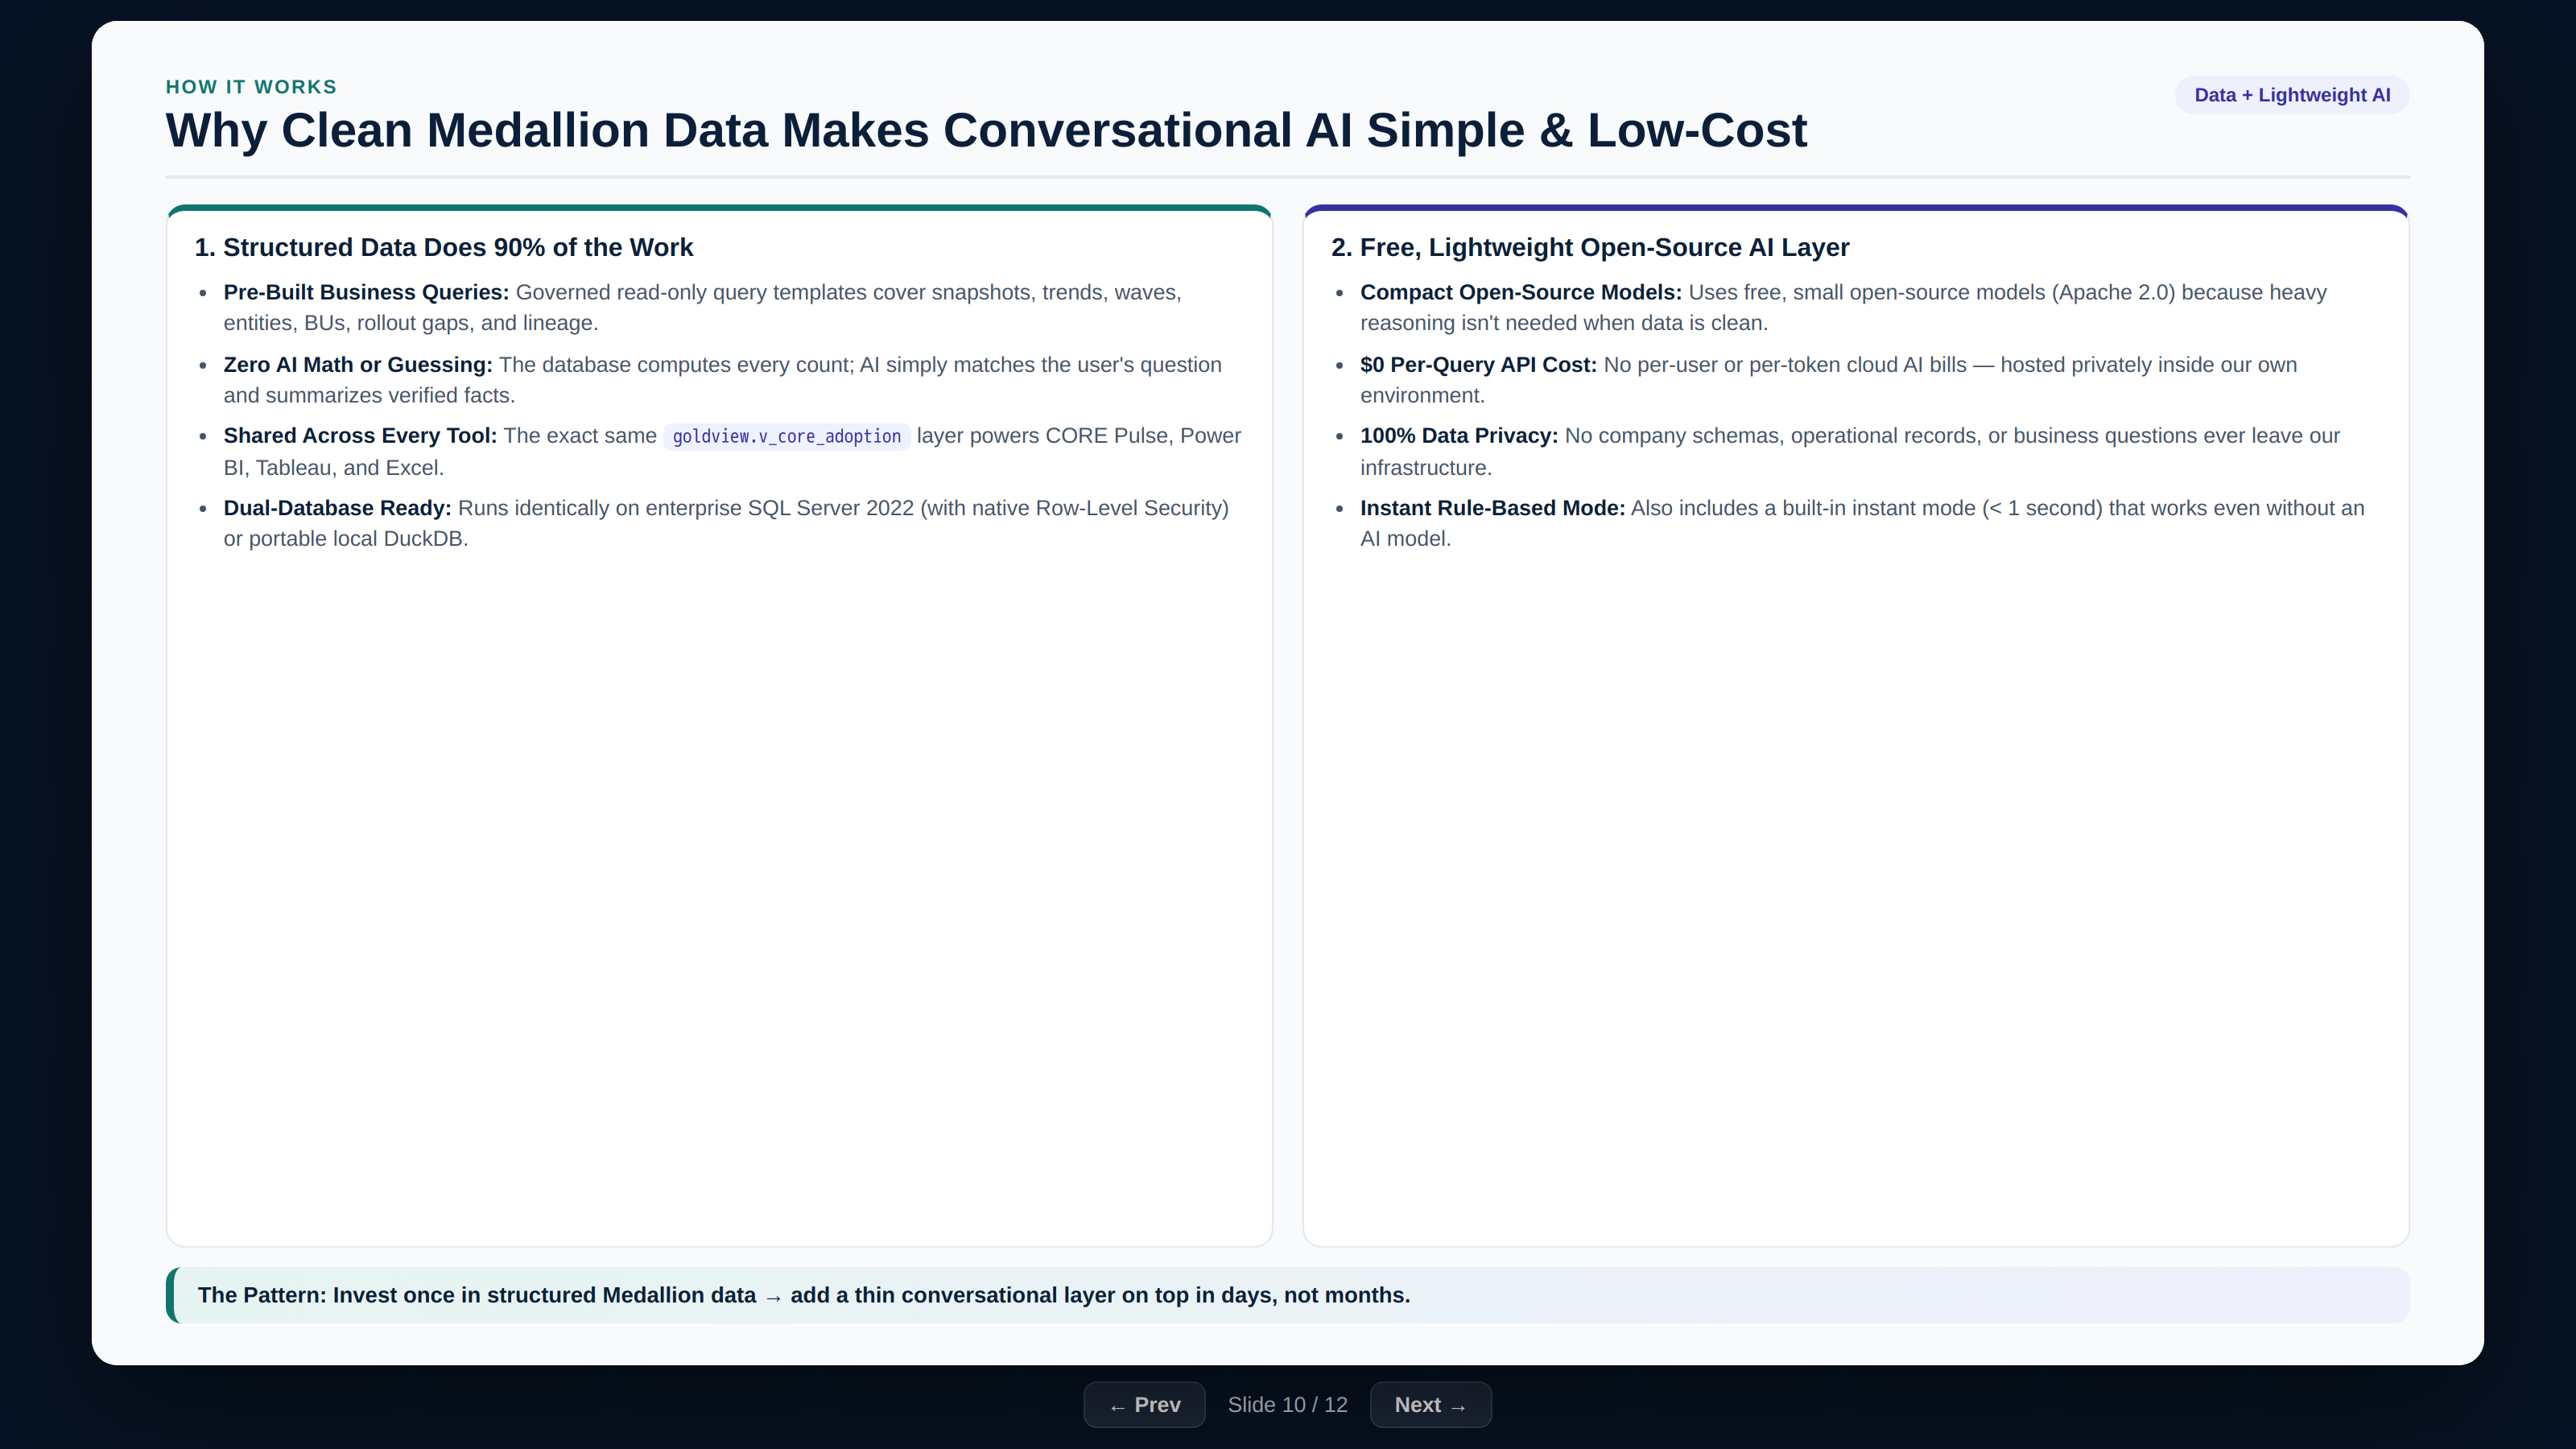 HOW IT WORKS
Why Clean Medallion Data Makes Conversational AI Simple & Low-Cost
Data + Lightweight AI
1. Structured Data Does 90% of the Work
• Pre-Built Business Queries: Governed read-only query templates cover snapshots, trends, waves,
entities, BUs, rollout gaps, and lineage.
• Zero AI Math or Guessing: The database computes every count; AI simply matches the user's question
and summarizes verified facts.
• Shared Across Every Tool: The exact same goldview.v_core_adoption layer powers CORE Pulse, Power
BI, Tableau, and Excel.
• Dual-Database Ready: Runs identically on enterprise SQL Server 2022 (with native Row-Level Security)
or portable local DuckDB.
2. Free, Lightweight Open-Source AI Layer
• Compact Open-Source Models: Uses free, small open-source models (Apache 2.0) because heavy
reasoning isn't needed when data is clean.
• $0 Per-Query API Cost: No per-user or per-token cloud AI bills — hosted privately inside our own
environment.
• 100% Data Privacy: No company schemas, operational records, or business questions ever leave our
infrastructure.
• Instant Rule-Based Mode: Also includes a built-in instant mode (< 1 second) that works even without an
AI model.
The Pattern: Invest once in structured Medallion data → add a thin conversational layer on top in days, not months.
← Prev
Slide 10 / 12
Next →